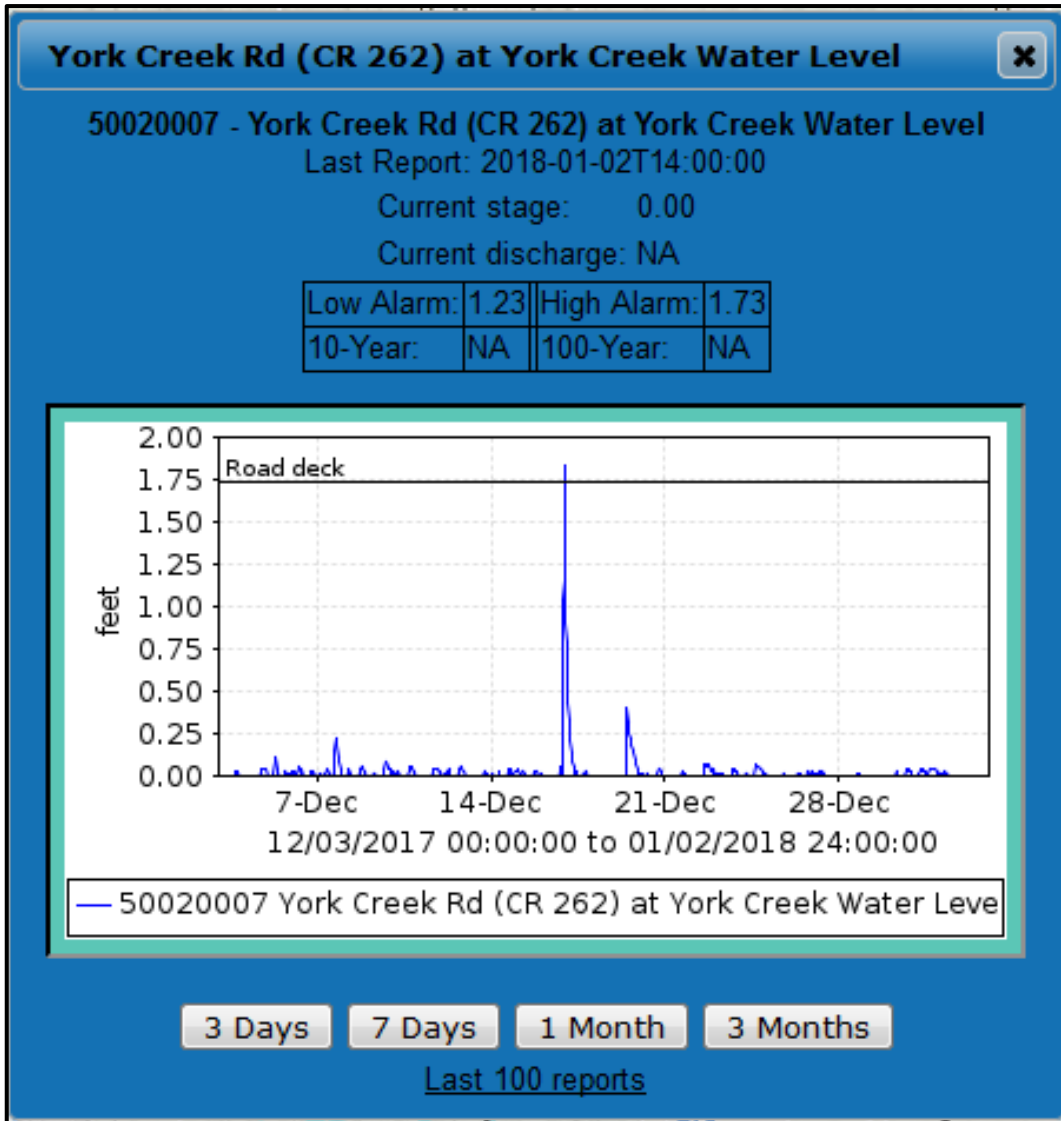 York Creek Rd (CR 262) at York Creek Water Level
50020007 - York Creek Rd (CR 262) at York Creek Water Level
Last Report: 2018-01-02T14:00:00
Current stage: 0.00
Current discharge: NA
Low Alarm: 1.23 High Alarm: 1.73
10-Year: NA 100-Year: NA
2.00
Road deck
1.75
1.50
1.25
1.00
feet
0.75
0.50
0.25
0.00
7-Dec 14-Dec 21-Dec 28-Dec
12/03/2017 00:00:00 to 01/02/2018 24:00:00
50020007 York Creek Rd (CR 262) at York Creek Water Leve
3 Days 7 Days 1 Month 3 Months
Last 100 reports